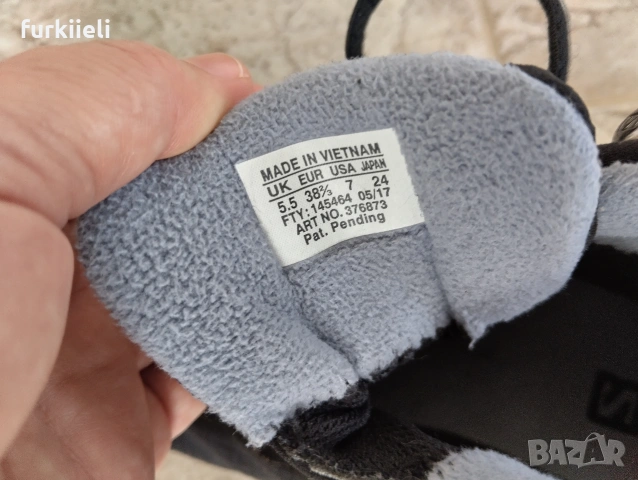 furkiieli
MADE IN VIETNAM
UK EUR USA JAPAN
5.5 38⅔ 7 24
FTY: 145464 05/17
ART NO. 376873
Pat. Pending
BAZAR